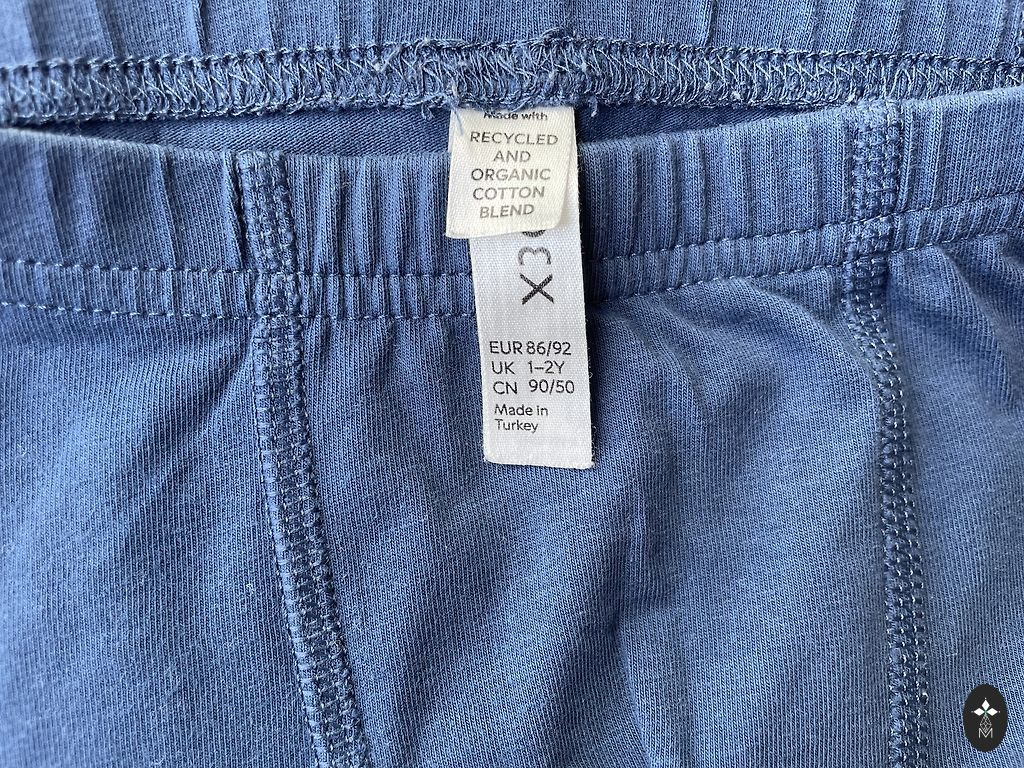 Made with
RECYCLED
AND
ORGANIC
COTTON
BLEND
EUR 86/92
UK 1–2Y
CN 90/50
Made in
Turkey
M